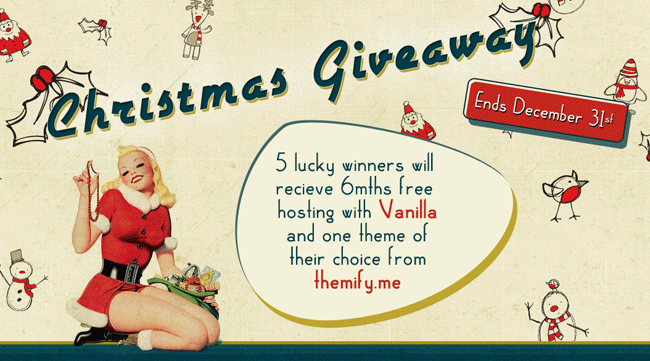 Christmas Giveaway
Ends December 31st
5 lucky winners will
recieve 6mths free
hosting with Vanilla
and one theme of
their choice from
themify.me